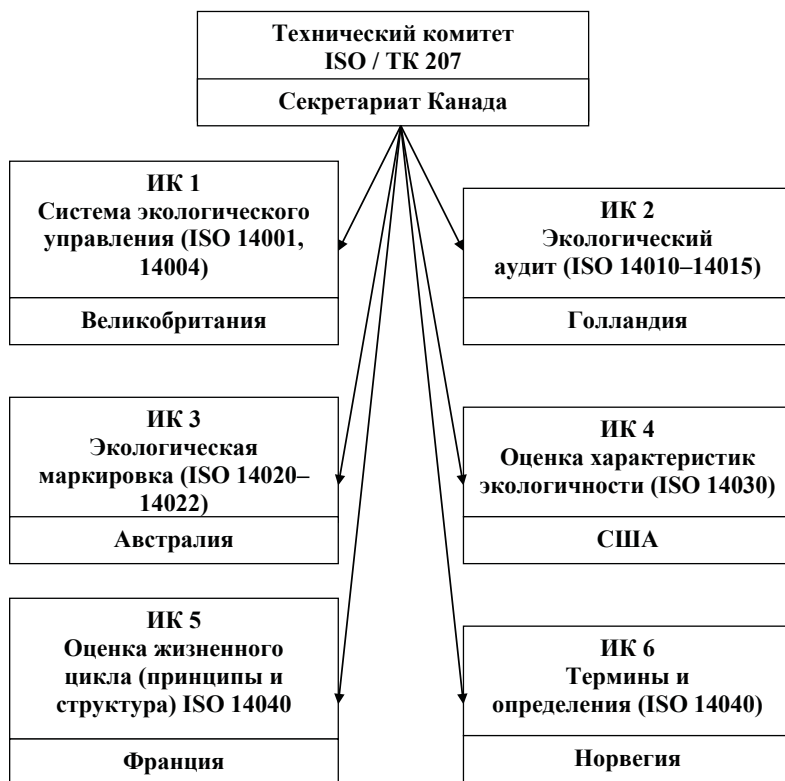 Технический комитет
ISO / ТК 207
Секретариат Канада
ИК 1
Система экологического
управления (ISO 14001,
14004)
Великобритания
ИК 2
Экологический
аудит (ISO 14010–14015)
Голландия
ИК 3
Экологическая
маркировка (ISO 14020–
14022)
Австралия
ИК 4
Оценка характеристик
экологичности (ISO 14030)
США
ИК 5
Оценка жизненного
цикла (принципы и
структура) ISO 14040
Франция
ИК 6
Термины и
определения (ISO 14040)
Норвегия